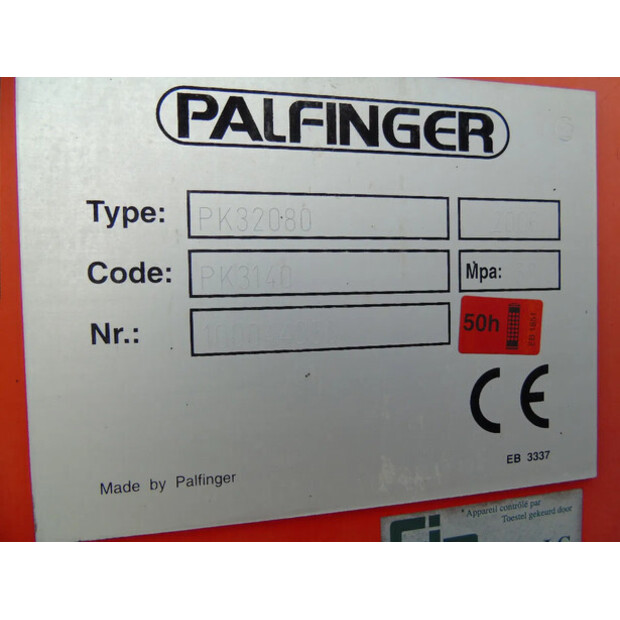 PALFINGER
Type: PK32080
Code: PK3140 Mpa:
Nr.:
50h
EB 3337
Made by Palfinger
* Appareil contrôlé par
Toestel gekeurd door